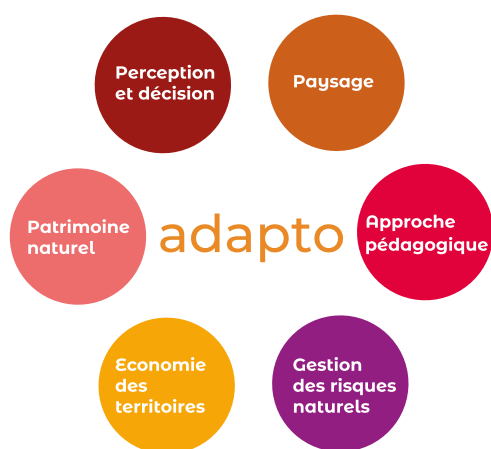 Perception
et décision
Paysage
Patrimoine
naturel
adapto
Approche
pédagogique
Economie
des
territoires
Gestion
des risques
naturels